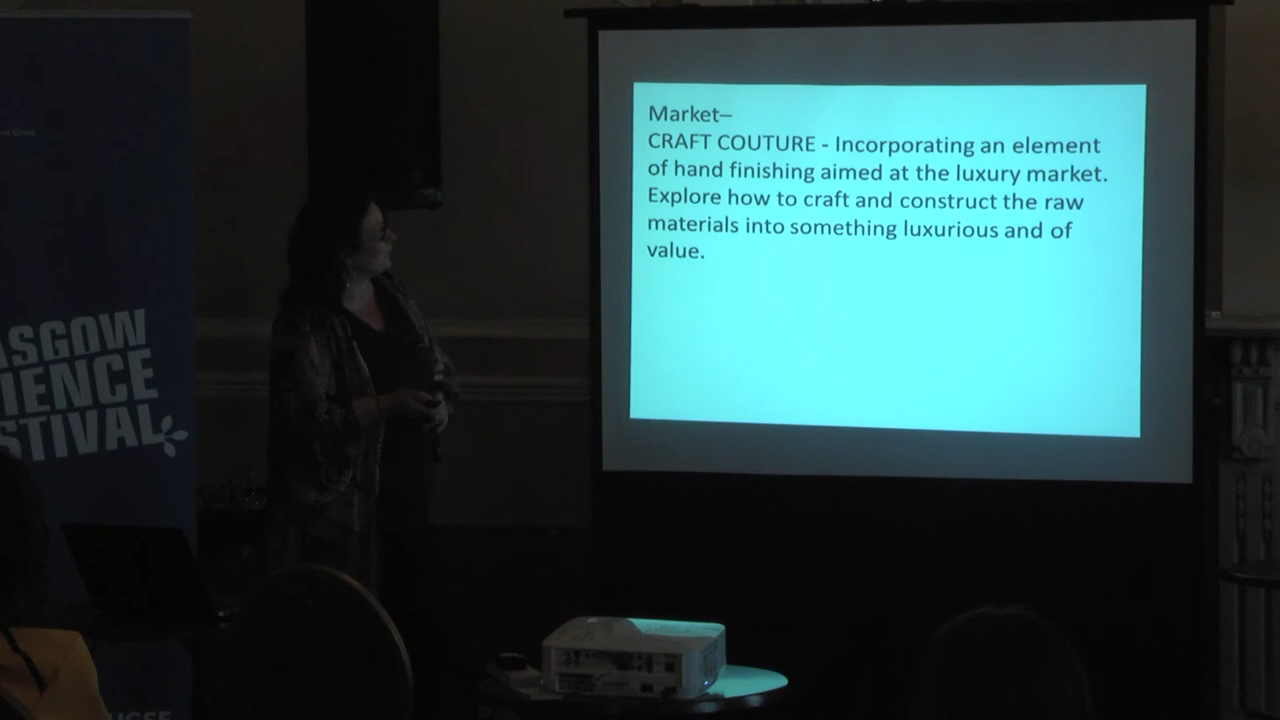 Market–
CRAFT COUTURE - Incorporating an element
of hand finishing aimed at the luxury market.
Explore how to craft and construct the raw
materials into something luxurious and of
value.
ASGOW
IENCE
STIVAL